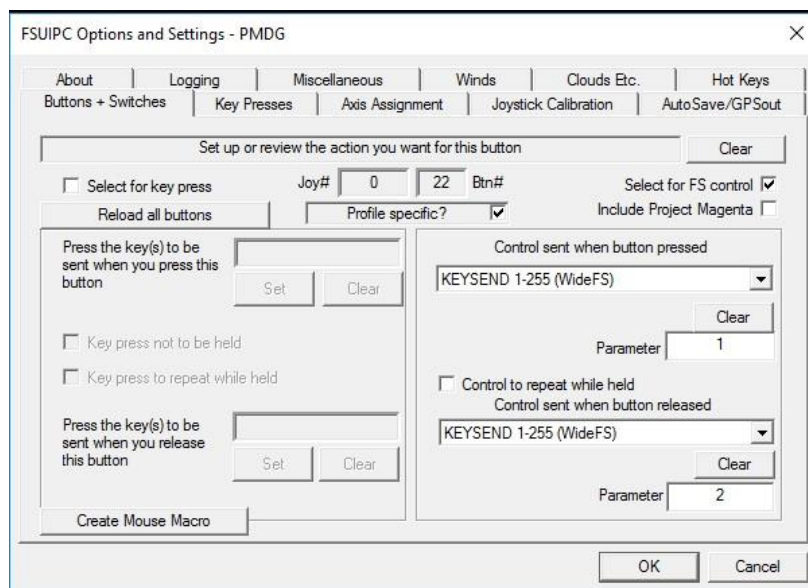 FSUIPC Options and Settings - PMDG
About Logging Miscellaneous Winds Clouds Etc. Hot Keys
Buttons + Switches Key Presses Axis Assignment Joystick Calibration AutoSave/GPSout
Set up or review the action you want for this button Clear
Select for key press Joy# 0 22 Btn# Select for FS control
Reload all buttons Profile specific? Include Project Magenta
Press the key(s) to be
sent when you press this
button
Set Clear
Key press not to be held
Key press to repeat while held
Press the key(s) to be
sent when you release
this button
Set Clear
Create Mouse Macro
Control sent when button pressed
KEYSEND 1-255 (WideFS)
Clear
Parameter 1
Control to repeat while held
Control sent when button released
KEYSEND 1-255 (WideFS)
Clear
Parameter 2
OK Cancel